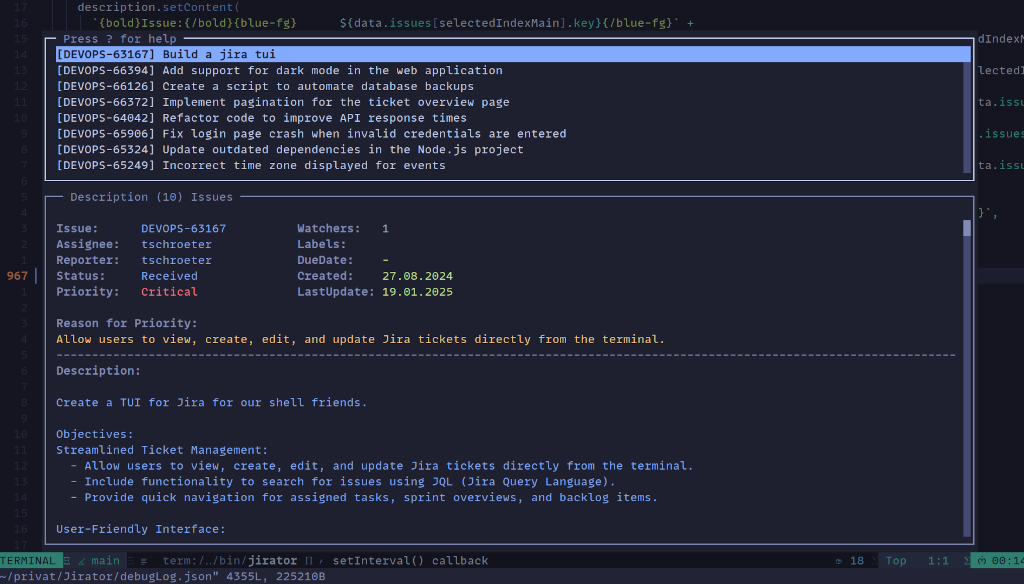 17 description.setContent(
16 `{bold}Issue:{/bold}{blue-fg} ${data.issues[selectedIndexMain].key}{/blue-fg}` +
15 Press ? for help dIndexM
14 [DEVOPS-63167] Build a jira tui
13 [DEVOPS-66394] Add support for dark mode in the web application lectedI
12 [DEVOPS-66126] Create a script to automate database backups
11 [DEVOPS-66372] Implement pagination for the ticket overview page ta.issu
10 [DEVOPS-64042] Refactor code to improve API response times
9 [DEVOPS-65906] Fix login page crash when invalid credentials are entered .issues
8 [DEVOPS-65324] Update outdated dependencies in the Node.js project
7 [DEVOPS-65249] Incorrect time zone displayed for events ta.issu
6
5 Description (10) Issues
4 }`,
3 Issue: DEVOPS-63167 Watchers: 1
2 Assignee: tschroeter Labels:
1 Reporter: tschroeter DueDate: -
967 Status: Received Created: 27.08.2024
1 Priority: Critical LastUpdate: 19.01.2025
2
3 Reason for Priority:
4 Allow users to view, create, edit, and update Jira tickets directly from the terminal.
5 --------------------------------------------------------------------------------
6 Description:
7
8 Create a TUI for Jira for our shell friends.
9
10 Objectives:
11 Streamlined Ticket Management:
12 - Allow users to view, create, edit, and update Jira tickets directly from the terminal.
13 - Include functionality to search for issues using JQL (Jira Query Language).
14 - Provide quick navigation for assigned tasks, sprint overviews, and backlog items.
15
16 User-Friendly Interface:
17
TERMINAL main term:/../bin/jirator setInterval() callback 18 Top 1:1 00:14
~/privat/Jirator/debugLog.json" 4355L, 225210B